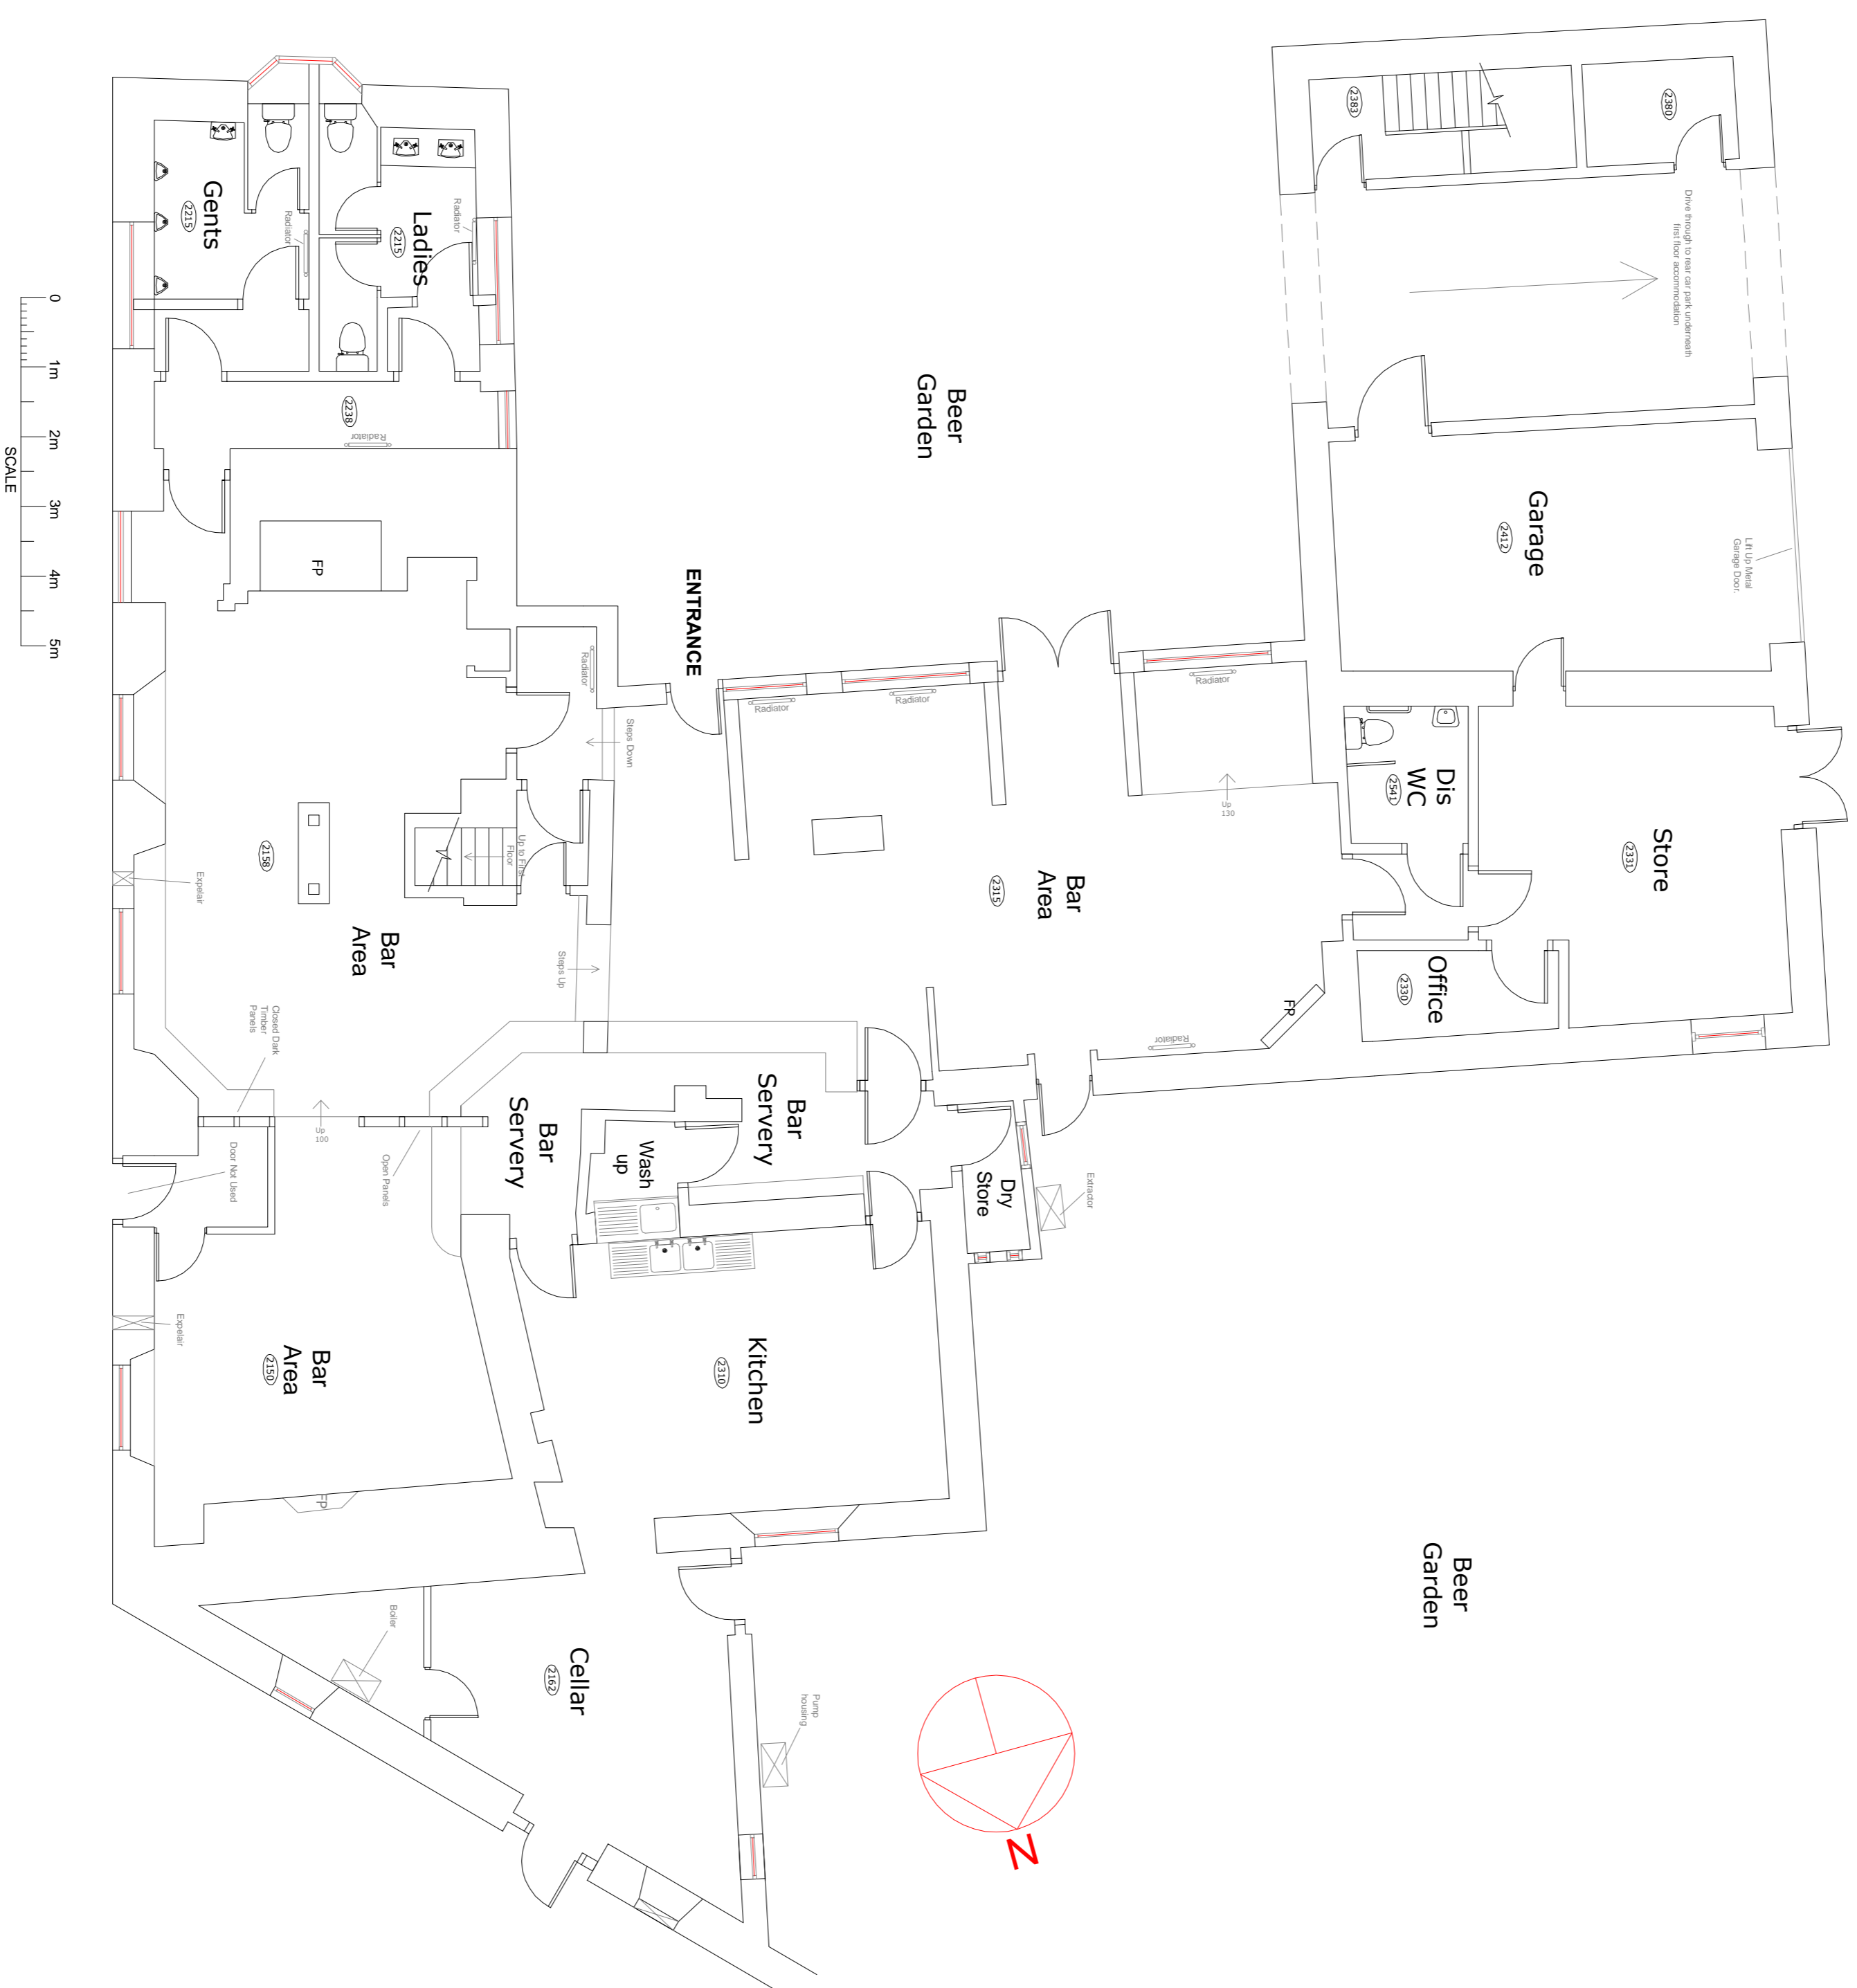 2383
2380
Drive through to rear car park underneath
first floor accommodation
Gents
2215
Radiator
Ladies
2215
Radiator
2238
Radiator
Beer
Garden
Garage
2412
Lift Up Metal
Garage Door.
0
1m
2m
3m
4m
5m
SCALE
FP
ENTRANCE
Radiator
Radiator
Radiator
Radiator
Steps Down
Up
130
Dis
WC
2541
Store
2331
Up to First
Floor
2158
Expelair
Bar
Area
2315
Bar
Area
Steps Up
Office
2330
FP
Radiator
Closed Dark
Timber
Panels
Up
100
Open Panels
Door Not Used
Bar
Servery
Bar
Servery
Wash
up
Dry
Store
Extractor
Expelair
Bar
Area
2150
FP
Kitchen
2310
Beer
Garden
Boiler
Cellar
2162
Pump
housing
N